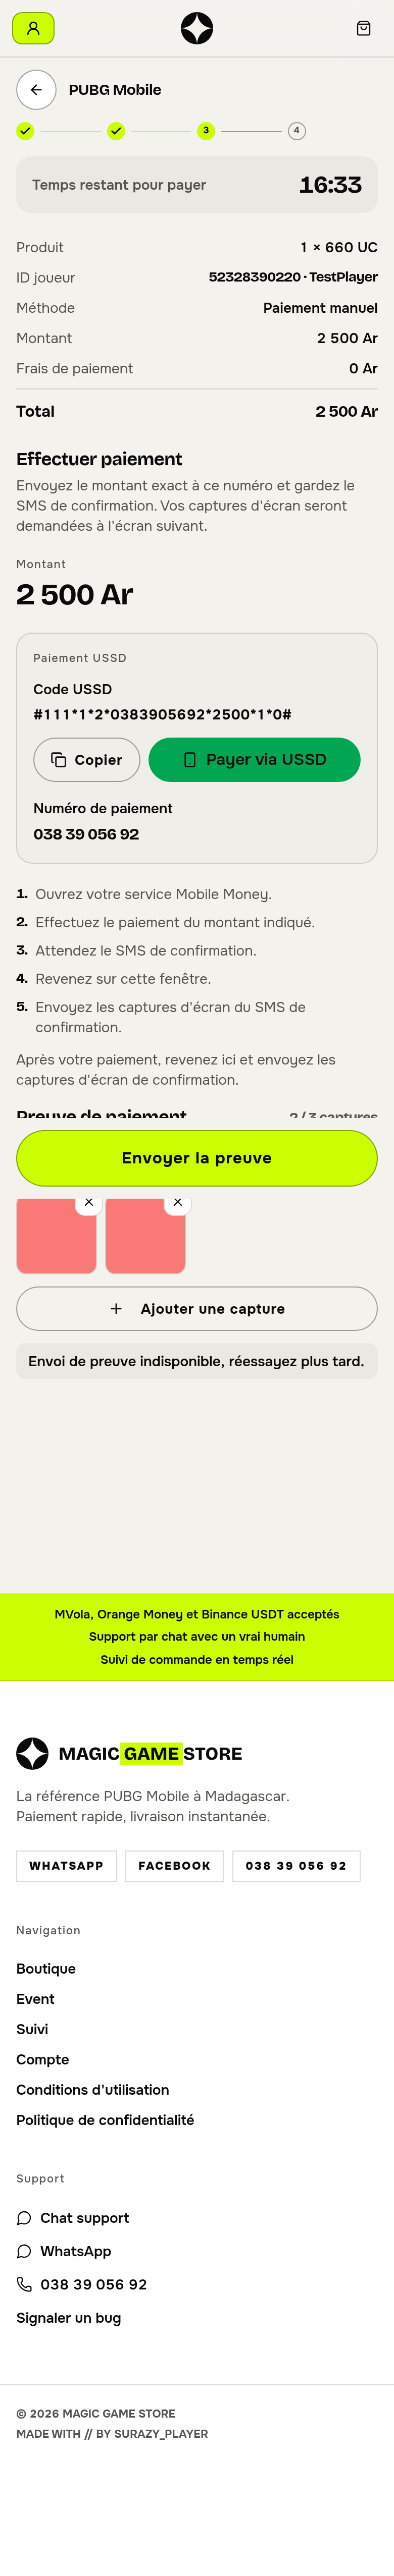 PUBG Mobile
3
4
Temps restant pour payer 16:33
Produit 1 × 660 UC
ID joueur 52328390220 · TestPlayer
Méthode Paiement manuel
Montant 2 500 Ar
Frais de paiement 0 Ar
Total 2 500 Ar
Effectuer paiement
Envoyez le montant exact à ce numéro et gardez le
SMS de confirmation. Vos captures d'écran seront
demandées à l'écran suivant.
Montant
2 500 Ar
Paiement USSD
Code USSD
#111*1*2*0383905692*2500*1*0#
Copier
Payer via USSD
Numéro de paiement
038 39 056 92
1. Ouvrez votre service Mobile Money.
2. Effectuez le paiement du montant indiqué.
3. Attendez le SMS de confirmation.
4. Revenez sur cette fenêtre.
5. Envoyez les captures d'écran du SMS de
confirmation.
Après votre paiement, revenez ici et envoyez les
captures d'écran de confirmation.
Preuve de paiement 2 / 3 captures
Envoyer la preuve
Ajouter une capture
Envoi de preuve indisponible, réessayez plus tard.
MVola, Orange Money et Binance USDT acceptés
Support par chat avec un vrai humain
Suivi de commande en temps réel
MAGIC GAME STORE
La référence PUBG Mobile à Madagascar.
Paiement rapide, livraison instantanée.
WHATSAPP
FACEBOOK
038 39 056 92
Navigation
Boutique
Event
Suivi
Compte
Conditions d'utilisation
Politique de confidentialité
Support
Chat support
WhatsApp
038 39 056 92
Signaler un bug
© 2026 MAGIC GAME STORE
MADE WITH // BY SURAZY_PLAYER